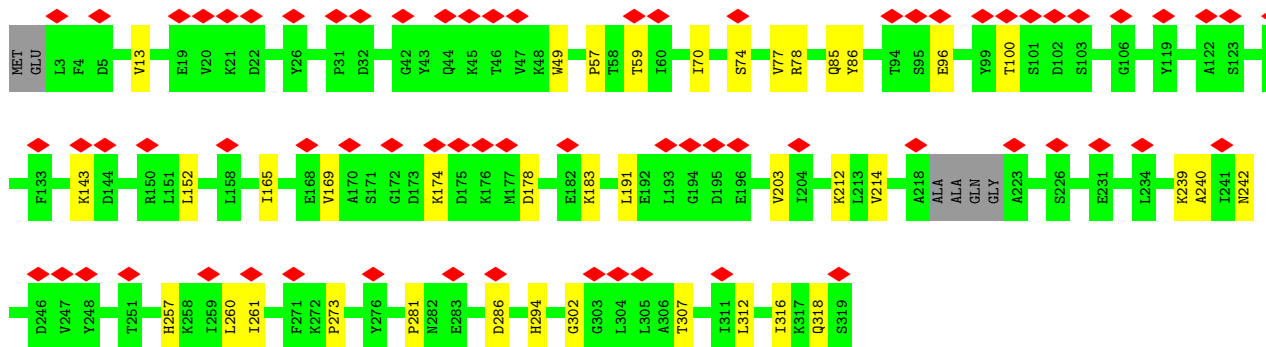 MET GLU L3 F4 D5 V13 E19 V20 K21 D22 Y26 P31 D32 G42 Y43 Q44 K45 T46 V47 K48 W49 P57 T58 T59 I60 I70 S74 V77 R78 Q85 Y86 T94 S95 E96 Y99 T100 S101 D102 S103 G106 Y119 A122 S123
F133 K143 D144 R150 L151 L152 L158 I165 E168 V169 A170 S171 G172 D173 K174 D175 K176 M177 D178 E182 K183 L191 E192 L193 G194 D195 E196 V203 I204 K212 L213 V214 A218 ALA ALA GLN GLY A223 S226 E231 L234 K239 A240 I241 N242
D246 V247 Y248 T251 H257 K258 I259 L260 I261 F271 K272 P273 Y276 P281 N282 E283 D286 H294 G302 G303 L304 L305 A306 T307 I311 L312 I316 K317 Q318 S319